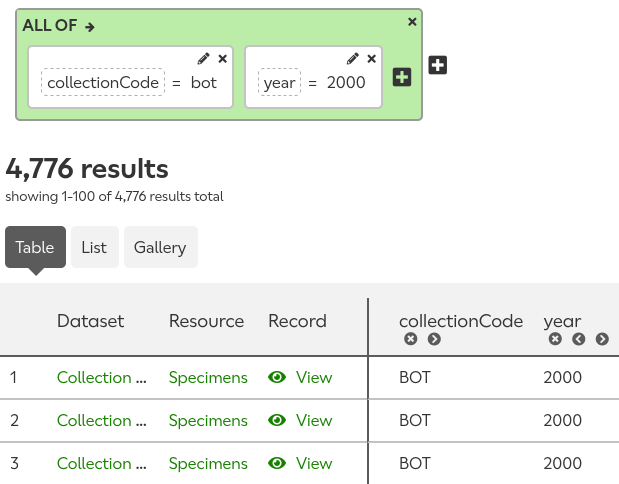 ALL OF →
collectionCode = bot year = 2000
4,776 results
showing 1-100 of 4,776 results total
Table List Gallery
Dataset Resource Record collectionCode year
1 Collection ... Specimens View BOT 2000
2 Collection ... Specimens View BOT 2000
3 Collection ... Specimens View BOT 2000